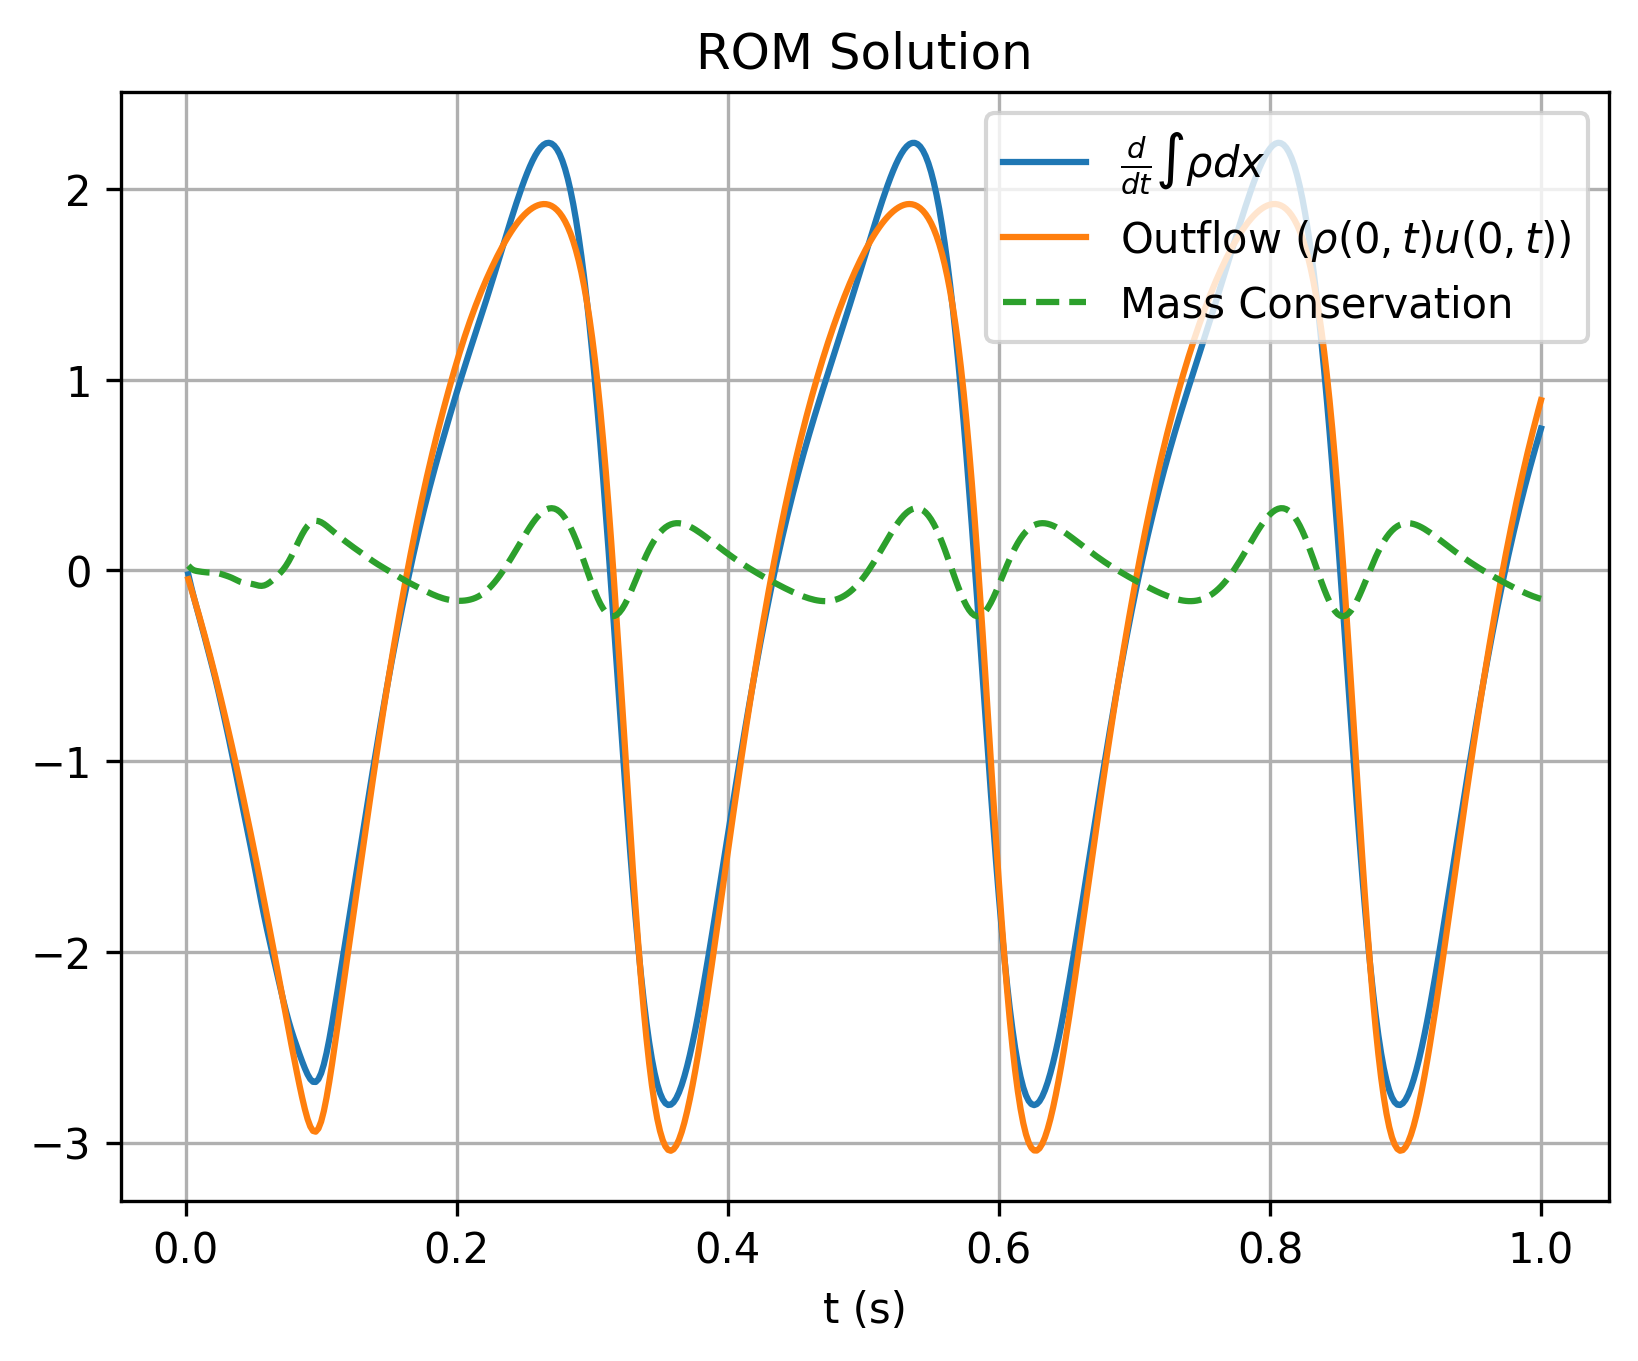 ROM Solution
d/dt ∫ρdx
Outflow (ρ(0, t)u(0, t))
Mass Conservation
2
1
0
−1
−2
−3
0.0 0.2 0.4 0.6 0.8 1.0
t (s)